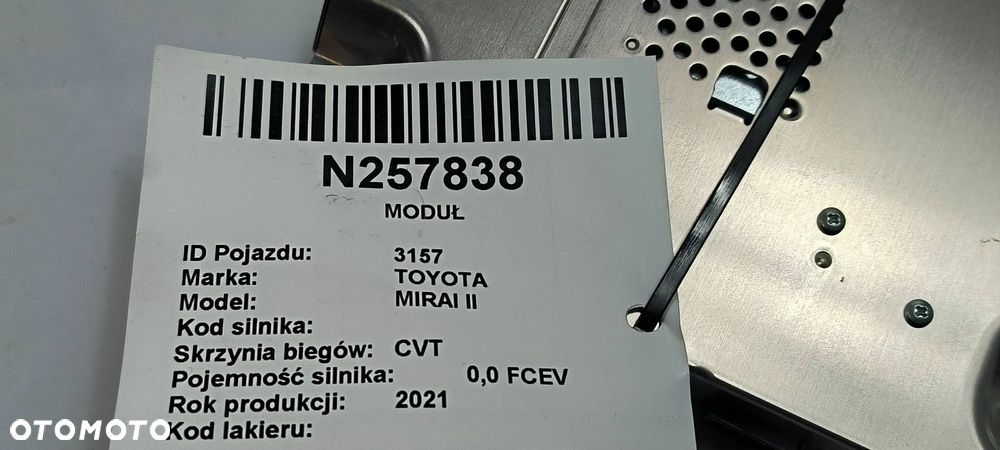 N257838
MODUŁ
ID Pojazdu: 3157
Marka: TOYOTA
Model: MIRAI II
Kod silnika:
Skrzynia biegów: CVT
Pojemność silnika: 0,0 FCEV
Rok produkcji: 2021
Kod lakieru:
OTOMOTO